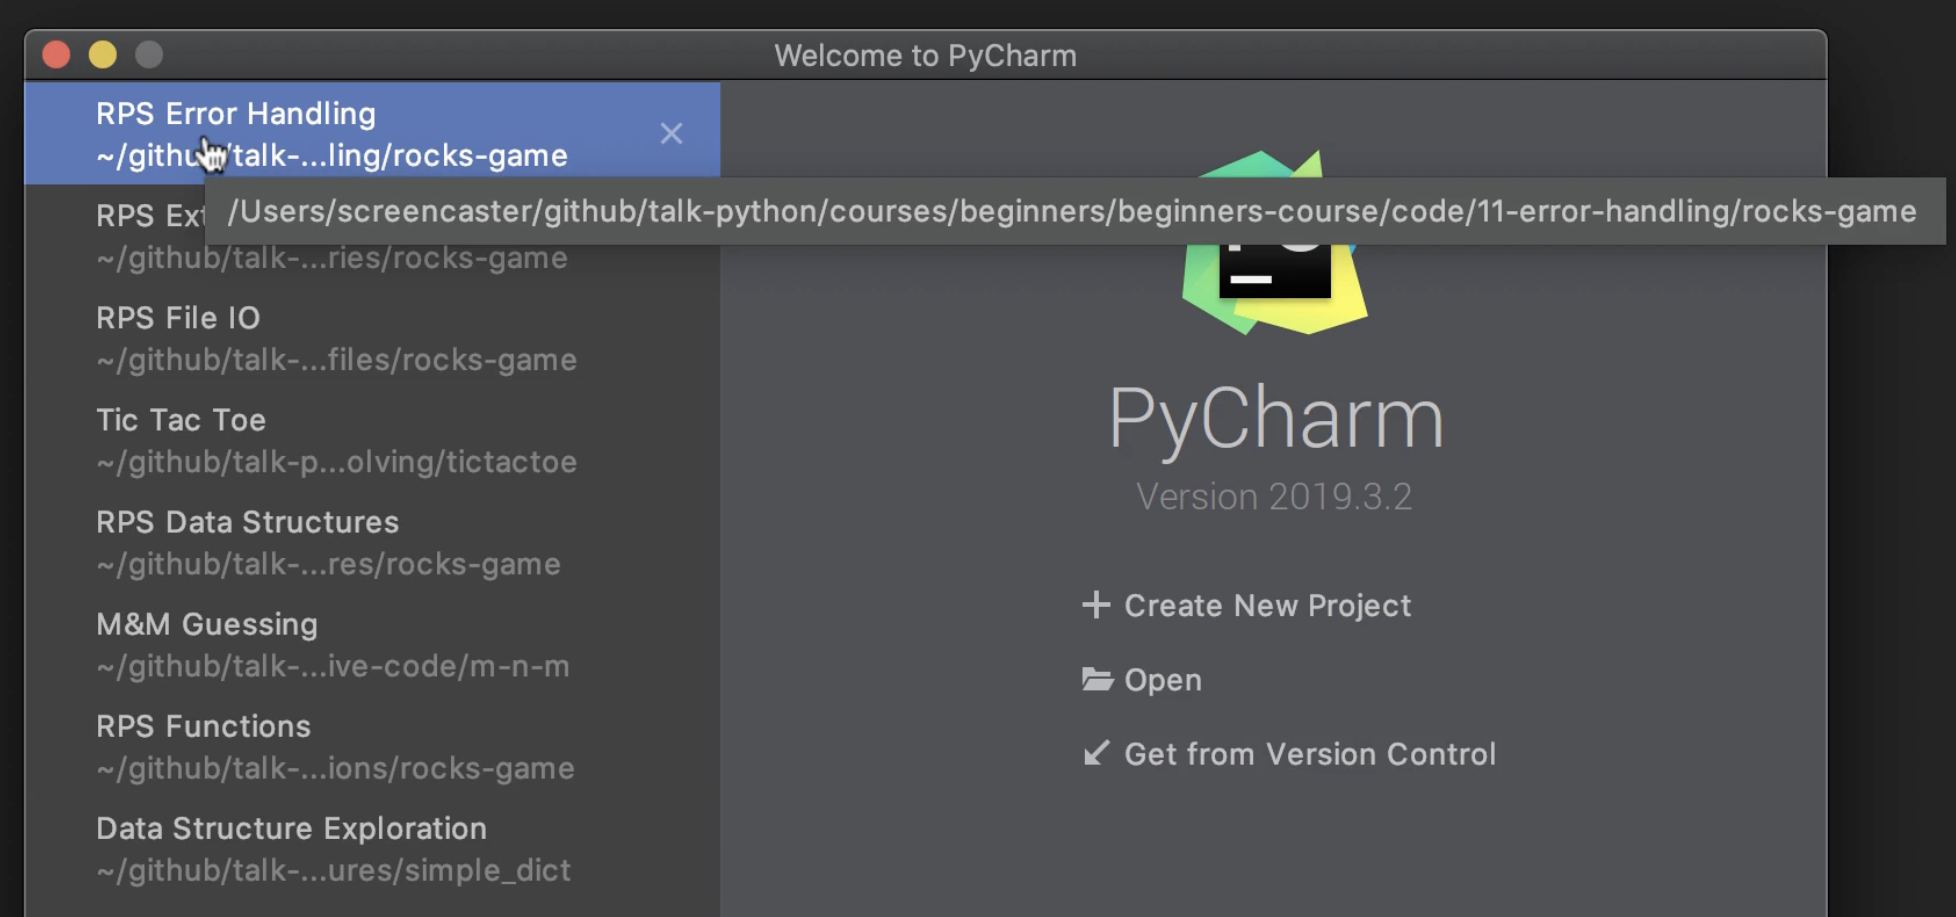 Welcome to PyCharm
RPS Error Handling
~/github/talk-...ling/rocks-game
/Users/screencaster/github/talk-python/courses/beginners/beginners-course/code/11-error-handling/rocks-game
RPS Ext
~/github/talk-...ries/rocks-game
RPS File IO
~/github/talk-...files/rocks-game
Tic Tac Toe
~/github/talk-p...olving/tictactoe
RPS Data Structures
~/github/talk-...res/rocks-game
M&M Guessing
~/github/talk-...ive-code/m-n-m
RPS Functions
~/github/talk-...ions/rocks-game
Data Structure Exploration
~/github/talk-...ures/simple_dict
PyCharm
Version 2019.3.2
Create New Project
Open
Get from Version Control